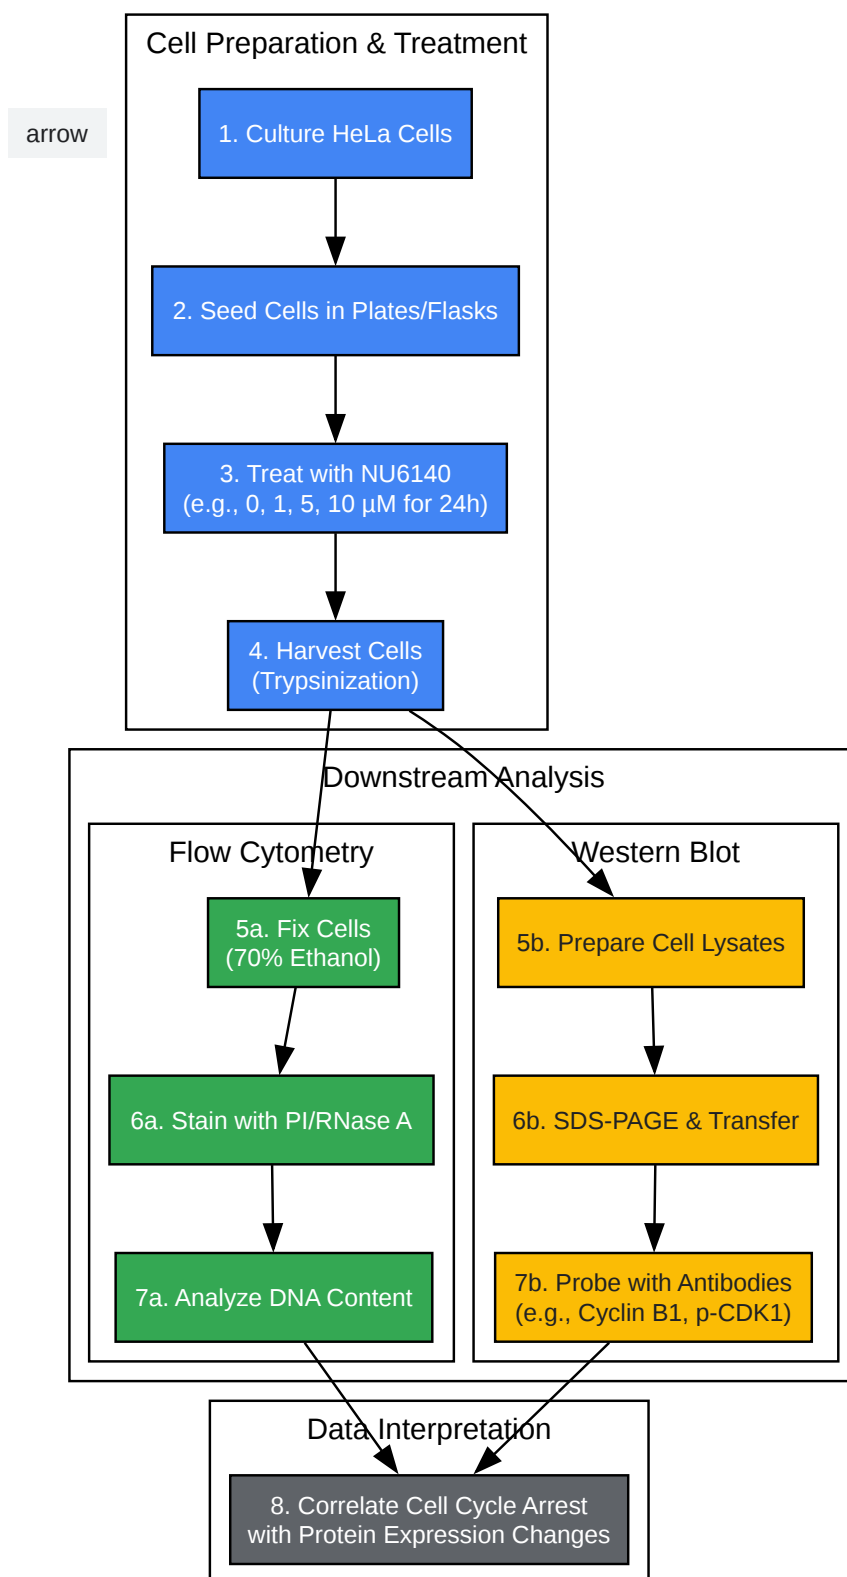 Cell Preparation & Treatment
arrow
1. Culture HeLa Cells
2. Seed Cells in Plates/Flasks
3. Treat with NU6140
(e.g., 0, 1, 5, 10 µM for 24h)
4. Harvest Cells
(Trypsinization)
Downstream Analysis
Flow Cytometry
5a. Fix Cells
(70% Ethanol)
6a. Stain with PI/RNase A
7a. Analyze DNA Content
Western Blot
5b. Prepare Cell Lysates
6b. SDS-PAGE & Transfer
7b. Probe with Antibodies
(e.g., Cyclin B1, p-CDK1)
Data Interpretation
8. Correlate Cell Cycle Arrest
with Protein Expression Changes